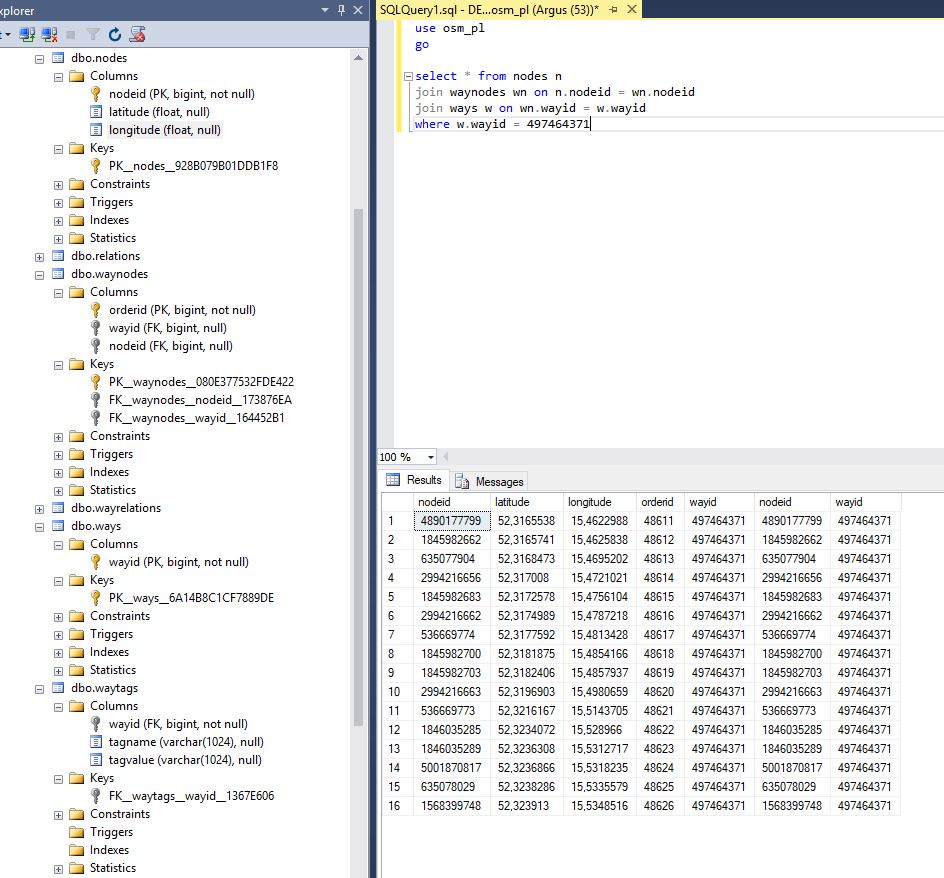 xplorer
dbo.nodes
Columns
nodeid (PK, bigint, not null)
latitude (float, null)
longitude (float, null)
Keys
PK__nodes__928B079B01DDB1F8
Constraints
Triggers
Indexes
Statistics
dbo.relations
dbo.waynodes
Columns
orderid (PK, bigint, not null)
wayid (FK, bigint, null)
nodeid (FK, bigint, null)
Keys
PK__waynodes__080E377532FDE422
FK__waynodes__nodeid__173876EA
FK__waynodes__wayid__164452B1
Constraints
Triggers
Indexes
Statistics
dbo.wayrelations
dbo.ways
Columns
wayid (PK, bigint, not null)
Keys
PK__ways__6A14B8C1CF7889DE
Constraints
Triggers
Indexes
Statistics
dbo.waytags
Columns
wayid (FK, bigint, not null)
tagname (varchar(1024), null)
tagvalue (varchar(1024), null)
Keys
FK__waytags__wayid__1367E606
Constraints
Triggers
Indexes
Statistics
SQLQuery1.sql - DE...osm_pl (Argus (53))*
use osm_pl
go
select * from nodes n
join waynodes wn on n.nodeid = wn.nodeid
join ways w on wn.wayid = w.wayid
where w.wayid = 497464371
100 %
Results Messages
nodeid latitude longitude orderid wayid nodeid wayid
1 4890177799 52,3165538 15,4622988 48611 497464371 4890177799 497464371
2 1845982662 52,3165741 15,4625838 48612 497464371 1845982662 497464371
3 635077904 52,3168473 15,4695202 48613 497464371 635077904 497464371
4 2994216656 52,317008 15,4721021 48614 497464371 2994216656 497464371
5 1845982683 52,3172578 15,4756104 48615 497464371 1845982683 497464371
6 2994216662 52,3174989 15,4787218 48616 497464371 2994216662 497464371
7 536669774 52,3177592 15,4813428 48617 497464371 536669774 497464371
8 1845982700 52,3181875 15,4854166 48618 497464371 1845982700 497464371
9 1845982703 52,3182406 15,4857937 48619 497464371 1845982703 497464371
10 2994216663 52,3196903 15,4980659 48620 497464371 2994216663 497464371
11 536669773 52,3216167 15,5143705 48621 497464371 536669773 497464371
12 1846035285 52,3234072 15,528966 48622 497464371 1846035285 497464371
13 1846035289 52,3236308 15,5312717 48623 497464371 1846035289 497464371
14 5001870817 52,3236866 15,5318235 48624 497464371 5001870817 497464371
15 635078029 52,3238286 15,5335579 48625 497464371 635078029 497464371
16 1568399748 52,323913 15,5348516 48626 497464371 1568399748 497464371